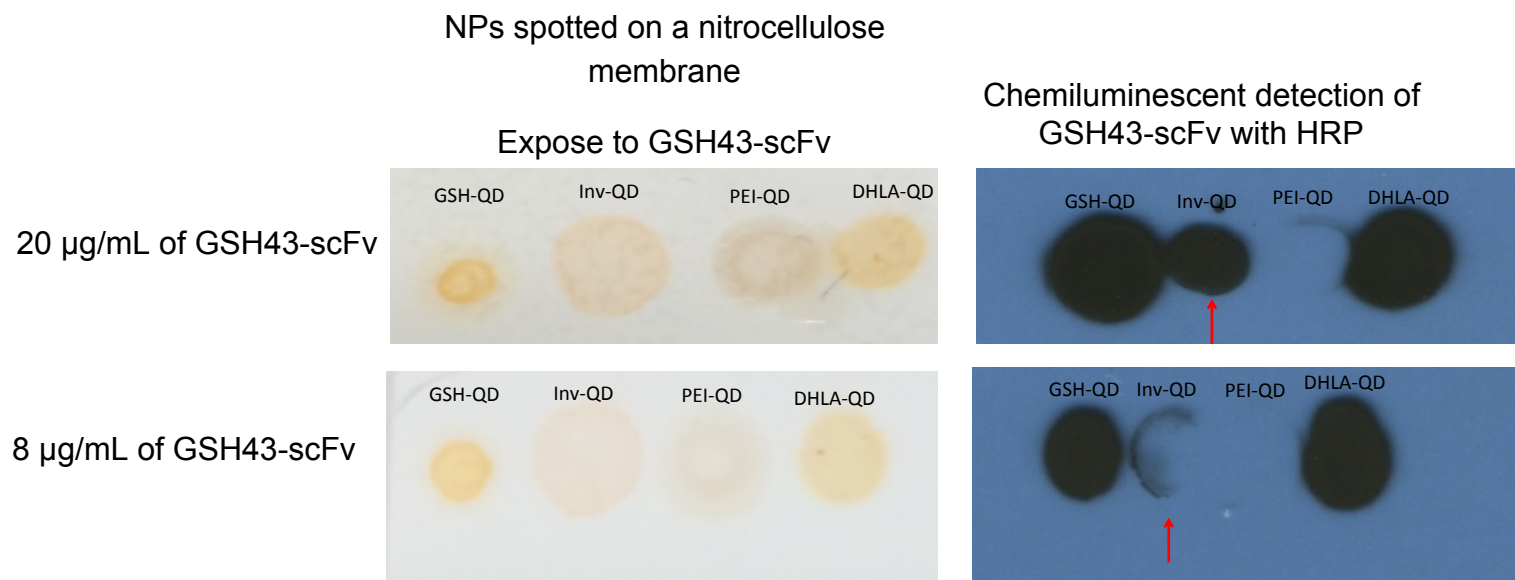 NPs spotted on a nitrocellulose
membrane
Expose to GSH43-scFv
Chemiluminescent detection of
GSH43-scFv with HRP
20 µg/mL of GSH43-scFv
GSH-QD
Inv-QD
PEI-QD
DHLA-QD
GSH-QD
Inv-QD
PEI-QD
DHLA-QD
8 µg/mL of GSH43-scFv
GSH-QD
Inv-QD
PEI-QD
DHLA-QD
GSH-QD
Inv-QD
PEI-QD
DHLA-QD